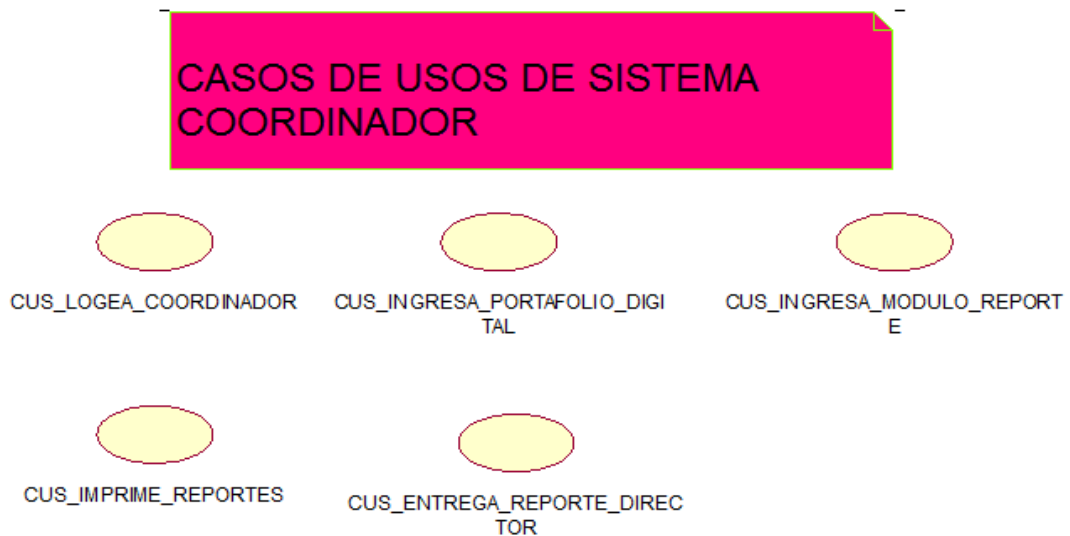 CASOS DE USOS DE SISTEMA
COORDINADOR
CUS_LOGEA_COORDINADOR
CUS_INGRESA_PORTAFOLIO_DIGI
TAL
CUS_INGRESA_MODULO_REPORT
E
CUS_IMPRIME_REPORTES
CUS_ENTREGA_REPORTE_DIREC
TOR